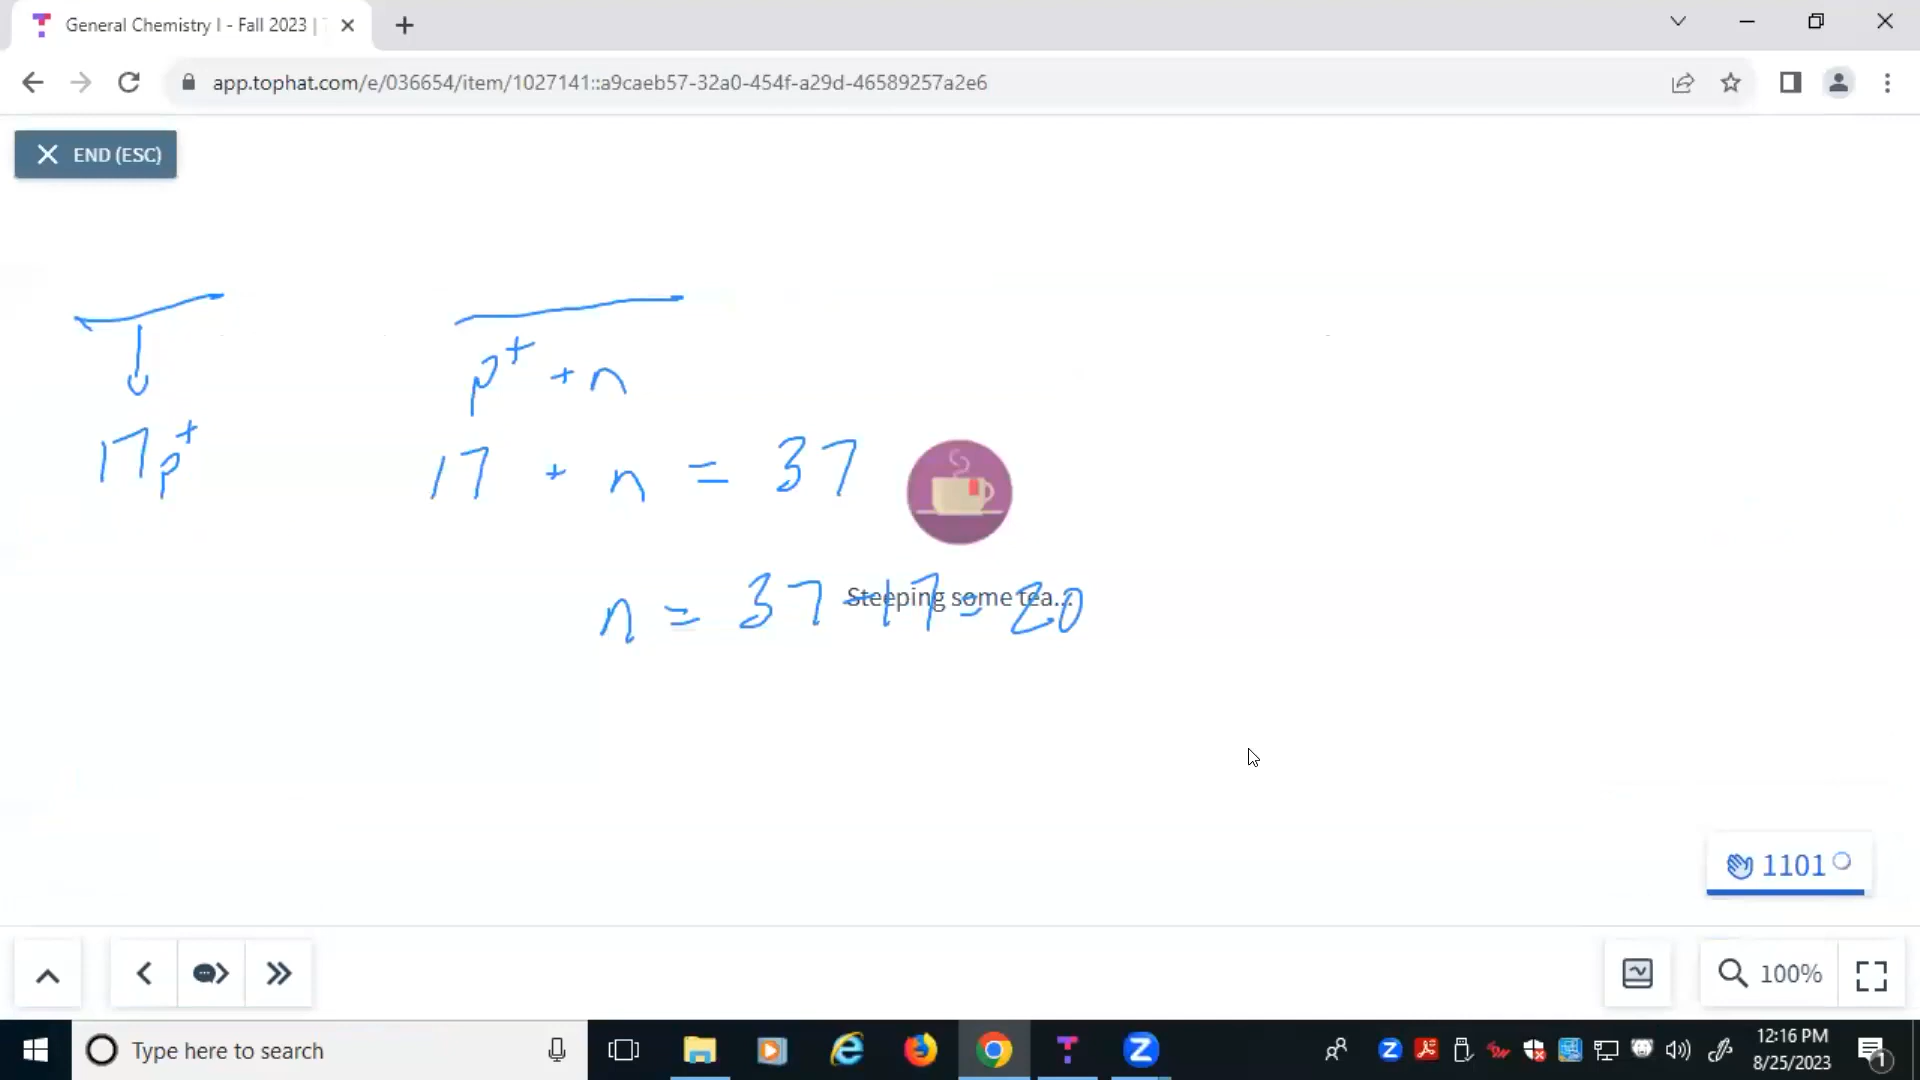 General Chemistry I - Fall 2023 |
app.tophat.com/e/036654/item/1027141::a9caeb57-32a0-454f-a29d-46589257a2e6
END (ESC)
p⁺ + n
17p⁺
17 + n = 37
Steeping some tea...
n = 37 - 17 = 20
1101
100%
Type here to search
12:16 PM
8/25/2023
1